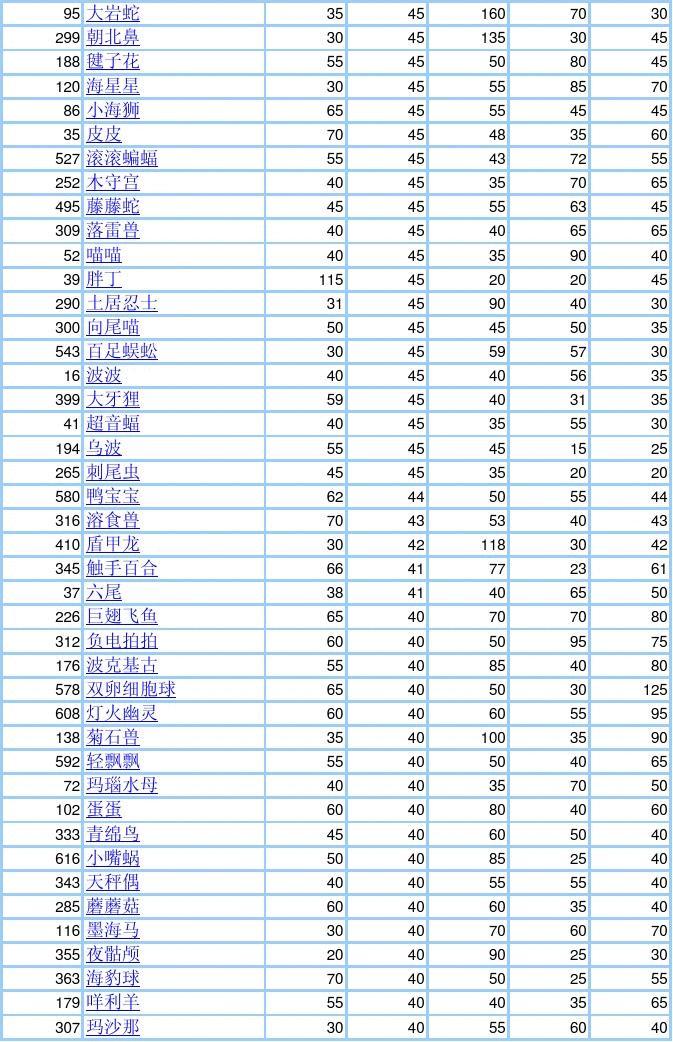 95 大岩蛇 35 45 160 70 30
299 朝北鼻 30 45 135 30 45
188 毽子花 55 45 50 80 45
120 海星星 30 45 55 85 70
86 小海狮 65 45 55 45 45
35 皮皮 70 45 48 35 60
527 滚滚蝙蝠 55 45 43 72 55
252 木守宫 40 45 35 70 65
495 藤藤蛇 45 45 55 63 45
309 落雷兽 40 45 40 65 65
52 喵喵 40 45 35 90 40
39 胖丁 115 45 20 20 45
290 土居忍士 31 45 90 40 30
300 向尾喵 50 45 45 50 35
543 百足蜈蚣 30 45 59 57 30
16 波波 40 45 40 56 35
399 大牙狸 59 45 40 31 35
41 超音蝠 40 45 35 55 30
194 乌波 55 45 45 15 25
265 刺尾虫 45 45 35 20 20
580 鸭宝宝 62 44 50 55 44
316 溶食兽 70 43 53 40 43
410 盾甲龙 30 42 118 30 42
345 触手百合 66 41 77 23 61
37 六尾 38 41 40 65 50
226 巨翅飞鱼 65 40 70 70 80
312 负电拍拍 60 40 50 95 75
176 波克基古 55 40 85 40 80
578 双卵细胞球 65 40 50 30 125
608 灯火幽灵 60 40 60 55 95
138 菊石兽 35 40 100 35 90
592 轻飘飘 55 40 50 40 65
72 玛瑙水母 40 40 35 70 50
102 蛋蛋 60 40 80 40 60
333 青绵鸟 45 40 60 50 40
616 小嘴蜗 50 40 85 25 40
343 天秤偶 40 40 55 55 40
285 蘑蘑菇 60 40 60 35 40
116 墨海马 30 40 70 60 70
355 夜骷颅 20 40 90 25 30
363 海豹球 70 40 50 25 55
179 咩利羊 55 40 40 35 65
307 玛沙那 30 40 55 60 40